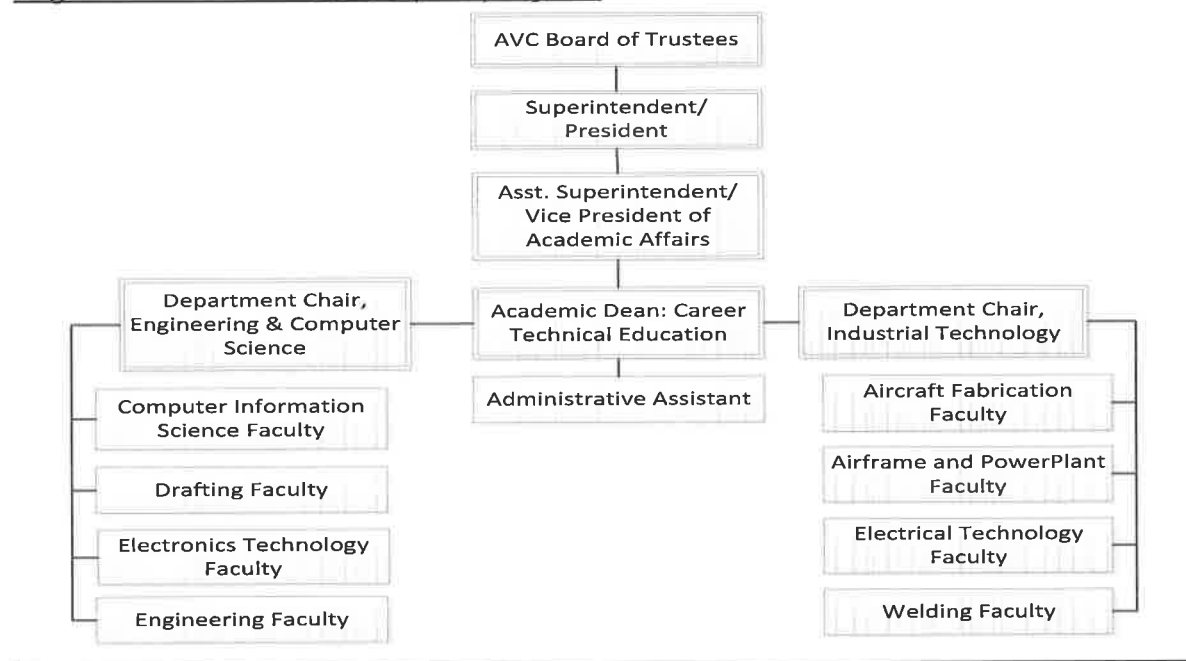 AVC Board of Trustees
Superintendent/
President
Asst. Superintendent/
Vice President of
Academic Affairs
Department Chair,
Engineering & Computer
Science
Academic Dean: Career
Technical Education
Department Chair,
Industrial Technology
Administrative Assistant
Computer Information
Science Faculty
Drafting Faculty
Electronics Technology
Faculty
Engineering Faculty
Aircraft Fabrication
Faculty
Airframe and PowerPlant
Faculty
Electrical Technology
Faculty
Welding Faculty